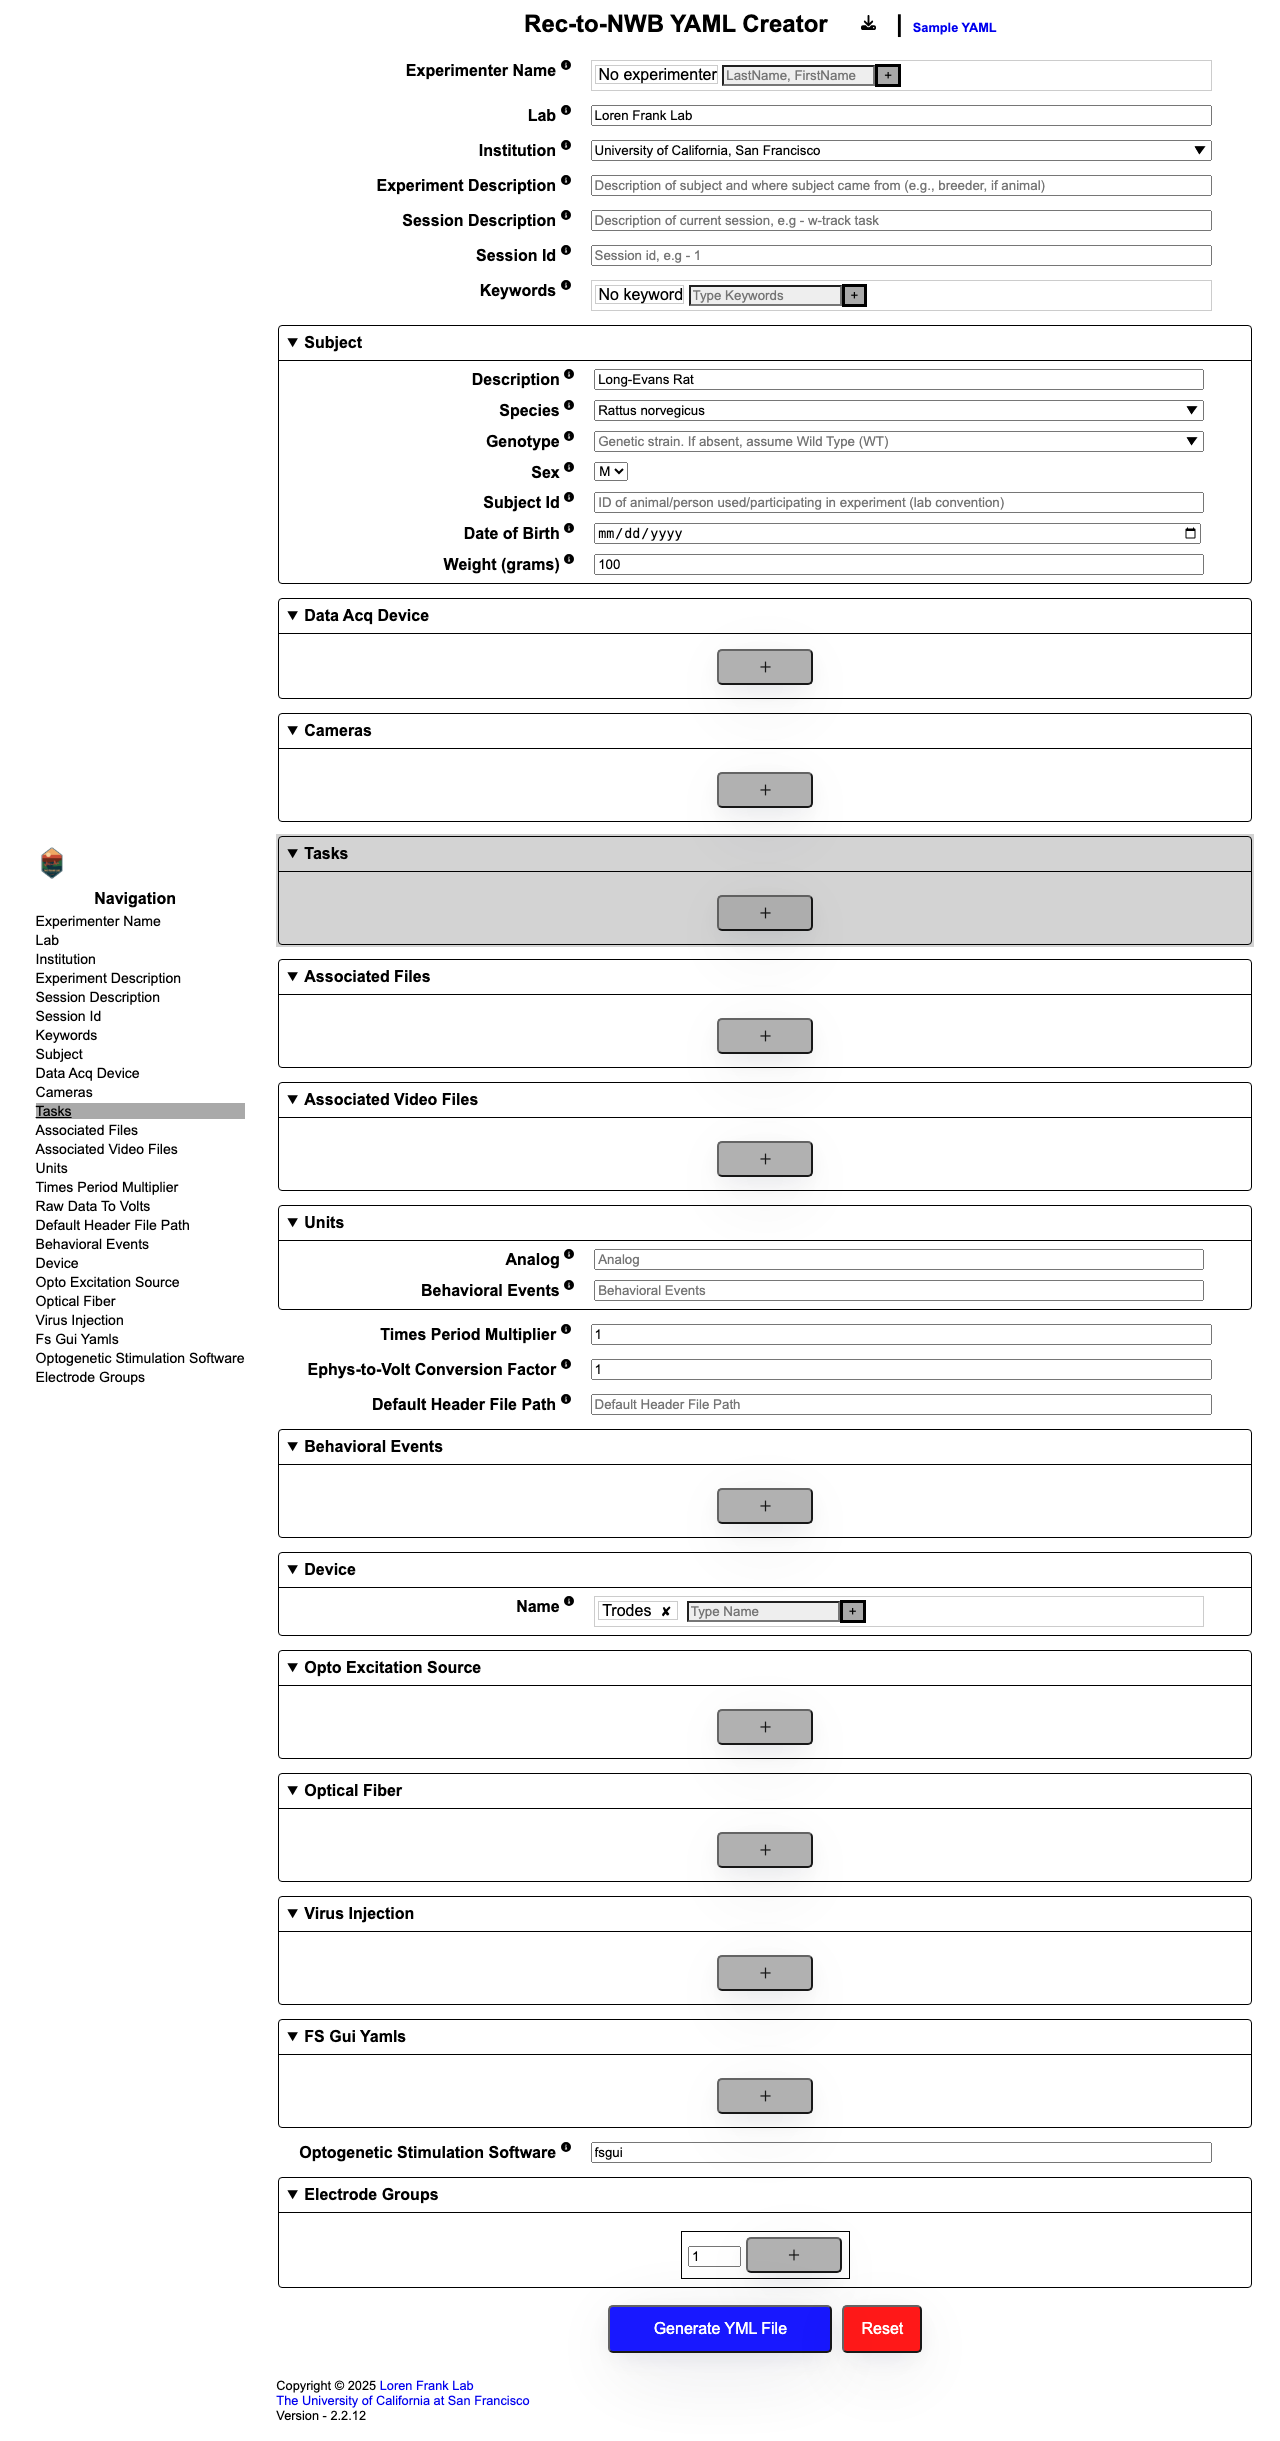 Rec-to-NWB YAML Creator | Sample YAML
Experimenter Name
No experimenter LastName, FirstName +
Lab
Loren Frank Lab
Institution
University of California, San Francisco
Experiment Description
Description of subject and where subject came from (e.g., breeder, if animal)
Session Description
Description of current session, e.g - w-track task
Session Id
Session id, e.g - 1
Keywords
No keyword Type Keywords +
Subject
Description
Long-Evans Rat
Species
Rattus norvegicus
Genotype
Genetic strain. If absent, assume Wild Type (WT)
Sex
M
Subject Id
ID of animal/person used/participating in experiment (lab convention)
Date of Birth
mm/dd/yyyy
Weight (grams)
100
Data Acq Device
+
Cameras
+
Tasks
+
Associated Files
+
Associated Video Files
+
Units
Analog
Analog
Behavioral Events
Behavioral Events
Times Period Multiplier
1
Ephys-to-Volt Conversion Factor
1
Default Header File Path
Default Header File Path
Behavioral Events
+
Device
Name
Trodes ✘ Type Name +
Opto Excitation Source
+
Optical Fiber
+
Virus Injection
+
FS Gui Yamls
+
Optogenetic Stimulation Software
fsgui
Electrode Groups
1 +
Generate YML File
Reset
Copyright © 2025 Loren Frank Lab
The University of California at San Francisco
Version - 2.2.12
Navigation
Experimenter Name
Lab
Institution
Experiment Description
Session Description
Session Id
Keywords
Subject
Data Acq Device
Cameras
Tasks
Associated Files
Associated Video Files
Units
Times Period Multiplier
Raw Data To Volts
Default Header File Path
Behavioral Events
Device
Opto Excitation Source
Optical Fiber
Virus Injection
Fs Gui Yamls
Optogenetic Stimulation Software
Electrode Groups